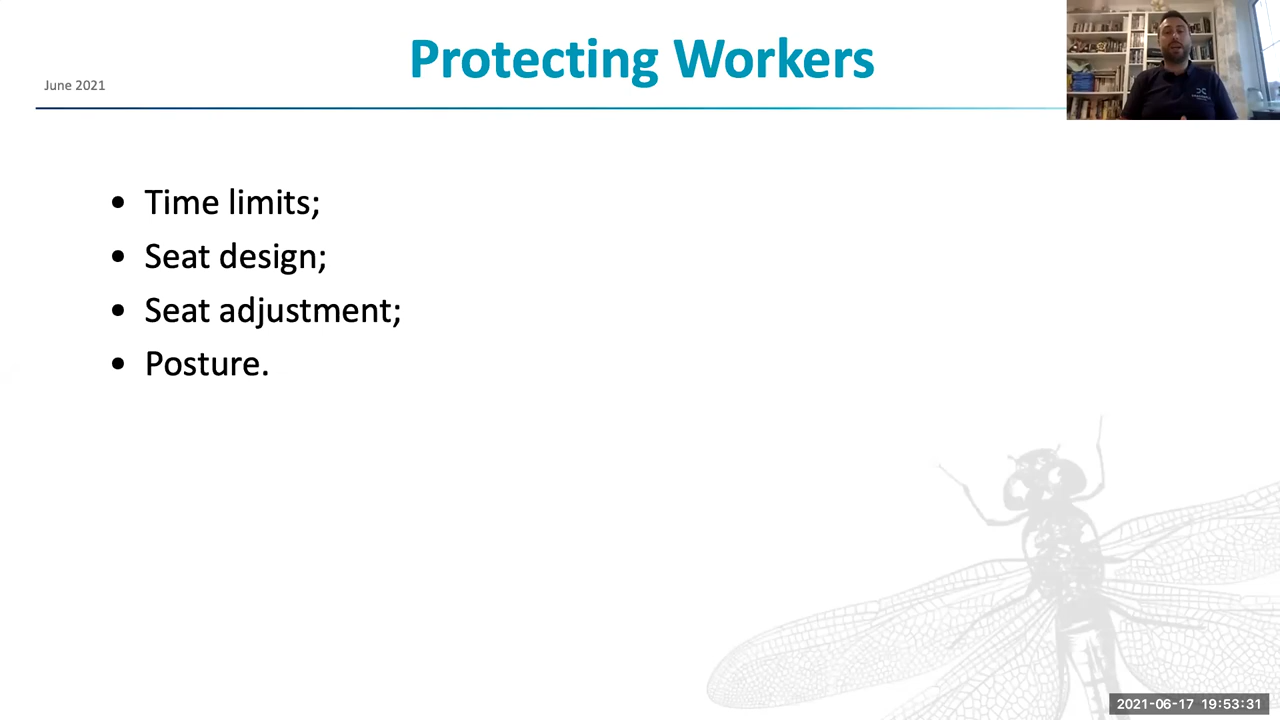 Protecting Workers
June 2021
• Time limits;
• Seat design;
• Seat adjustment;
• Posture.
2021-06-17 19:53:31